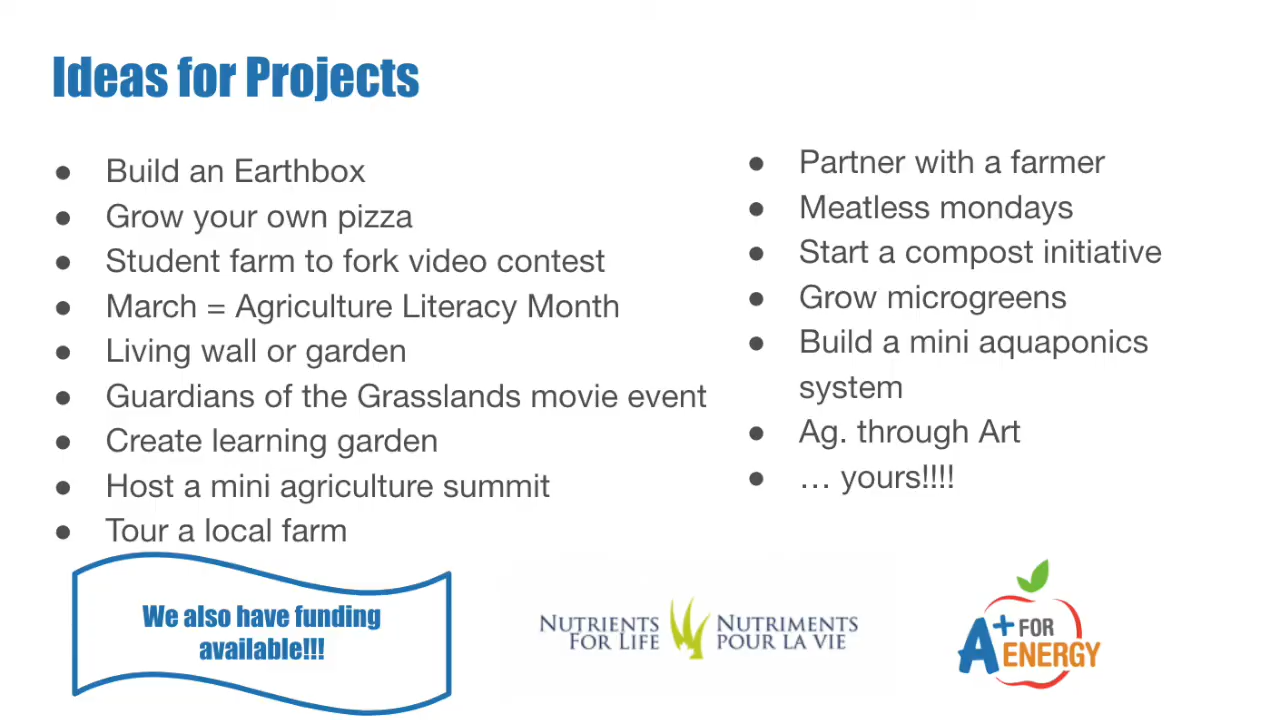 Ideas for Projects
● Build an Earthbox
● Grow your own pizza
● Student farm to fork video contest
● March = Agriculture Literacy Month
● Living wall or garden
● Guardians of the Grasslands movie event
● Create learning garden
● Host a mini agriculture summit
● Tour a local farm
● Partner with a farmer
● Meatless mondays
● Start a compost initiative
● Grow microgreens
● Build a mini aquaponics
system
● Ag. through Art
● … yours!!!!
We also have funding
available!!!
NUTRIENTS
FOR LIFE
NUTRIMENTS
POUR LA VIE
A+ FOR
ENERGY